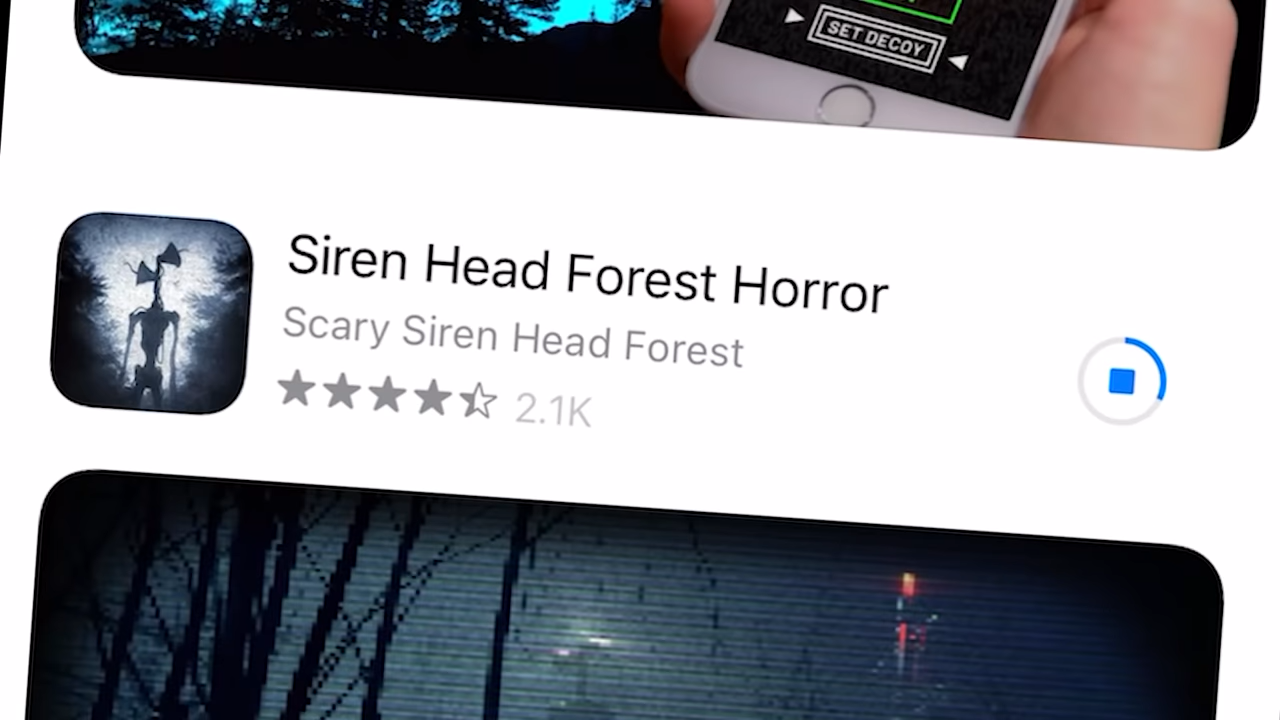 SET DECOY
Siren Head Forest Horror
Scary Siren Head Forest
2.1K